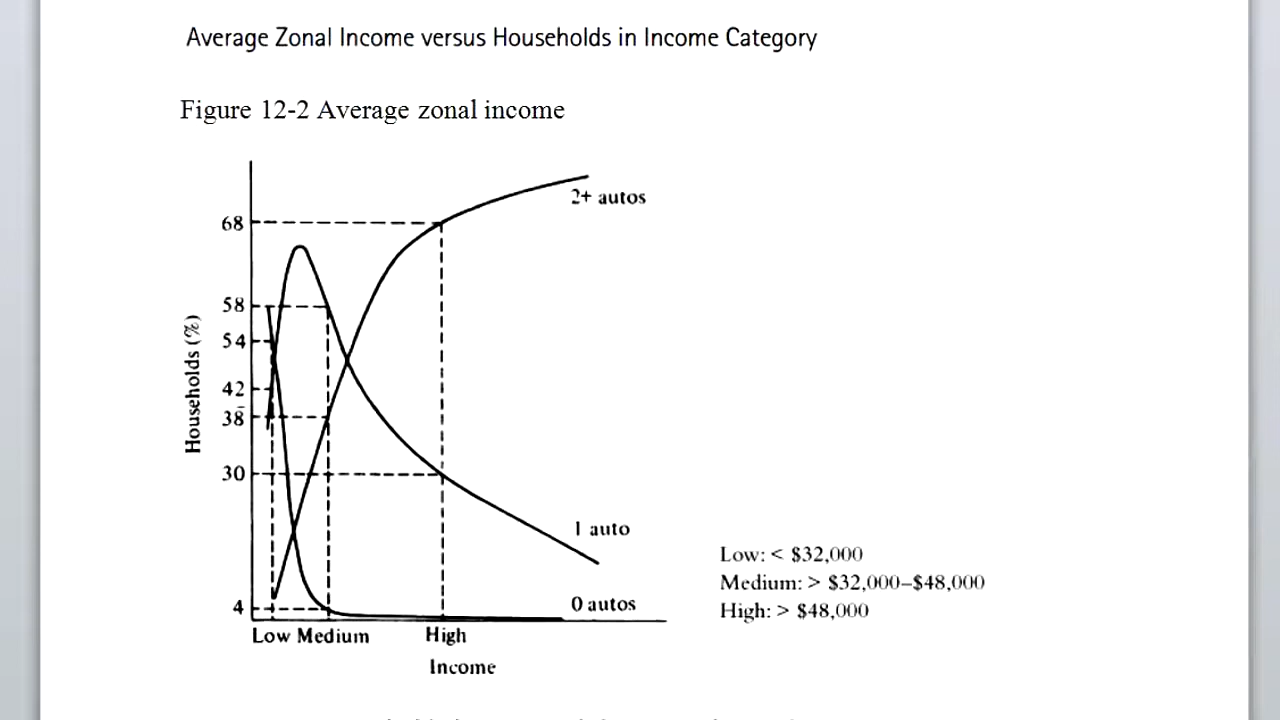 Average Zonal Income versus Households in Income Category
Figure 12-2 Average zonal income
2+ autos
68
58
54
42
38
30
4
Households (%)
1 auto
0 autos
Low Medium High
Income
Low: < $32,000
Medium: > $32,000–$48,000
High: > $48,000